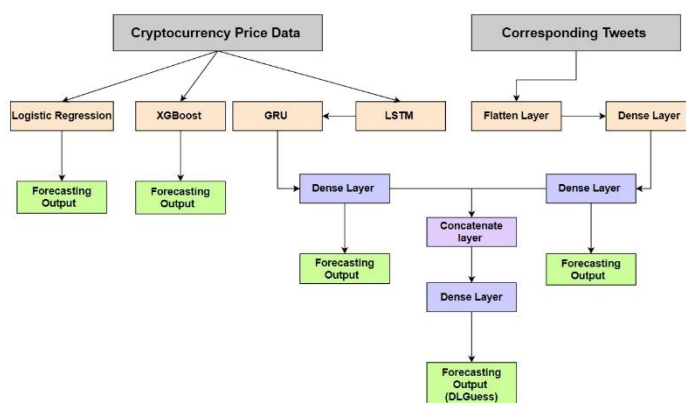 Cryptocurrency Price Data
Corresponding Tweets
Logistic Regression
XGBoost
GRU
LSTM
Flatten Layer
Dense Layer
Forecasting
Output
Forecasting
Output
Dense Layer
Dense Layer
Concatenate
layer
Forecasting
Output
Forecasting
Output
Dense Layer
Forecasting
Output
(DLGuess)